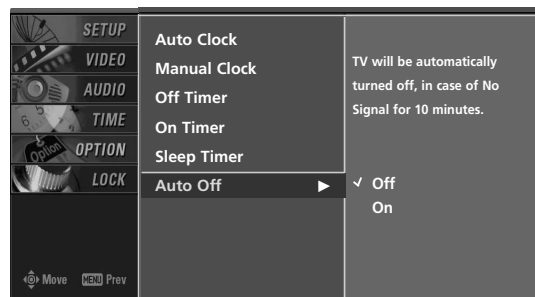 SETUP
VIDEO
AUDIO
TIME
Option OPTION
LOCK
Move MENU Prev
Auto Clock
Manual Clock
Off Timer
On Timer
Sleep Timer
Auto Off ►
TV will be automatically
turned off, in case of No
Signal for 10 minutes.
✓ Off
On